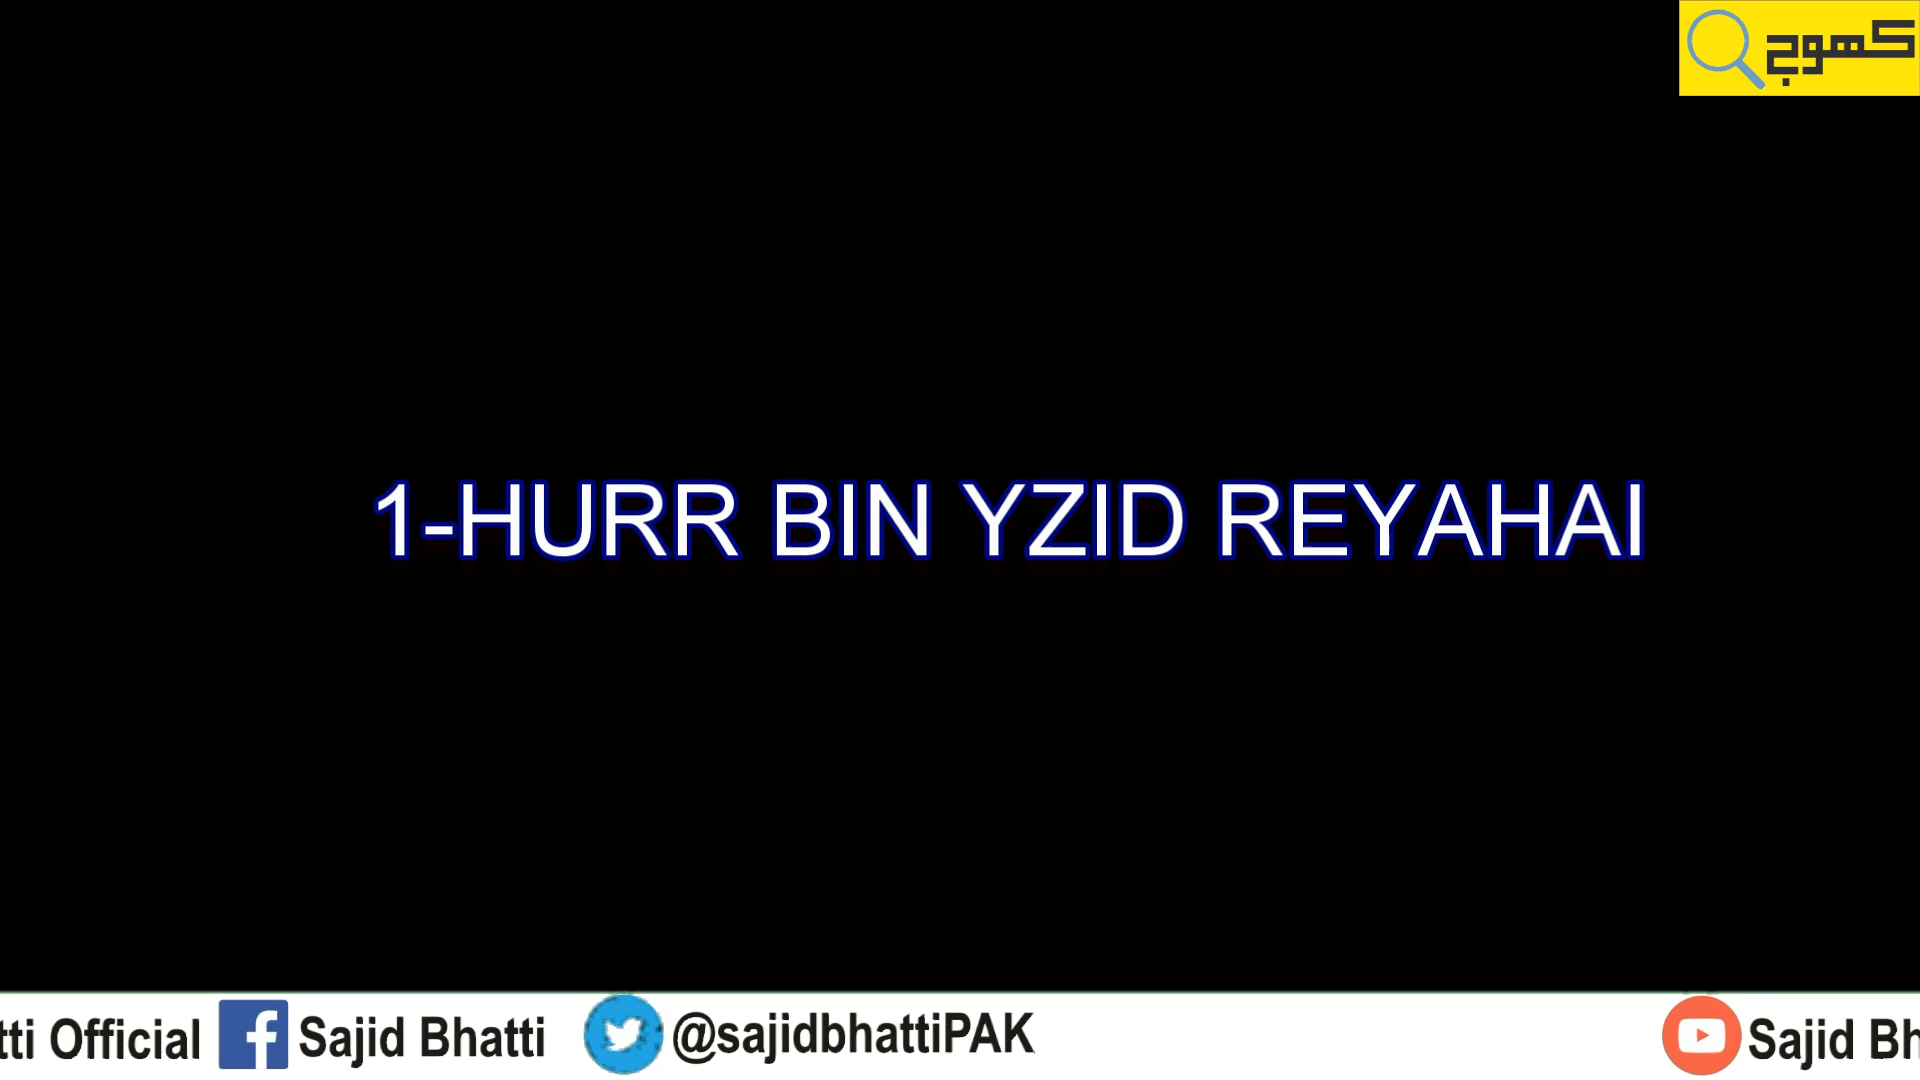 کھوج
1-HURR BIN YZID REYAHAI
tti Official Sajid Bhatti @sajidbhattiPAK Sajid Bh